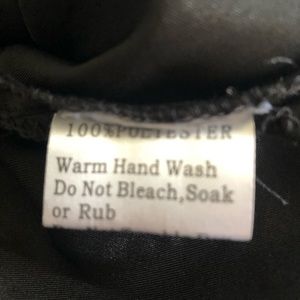 100%POLYESTER
Warm Hand Wash
Do Not Bleach,Soak
or Rub